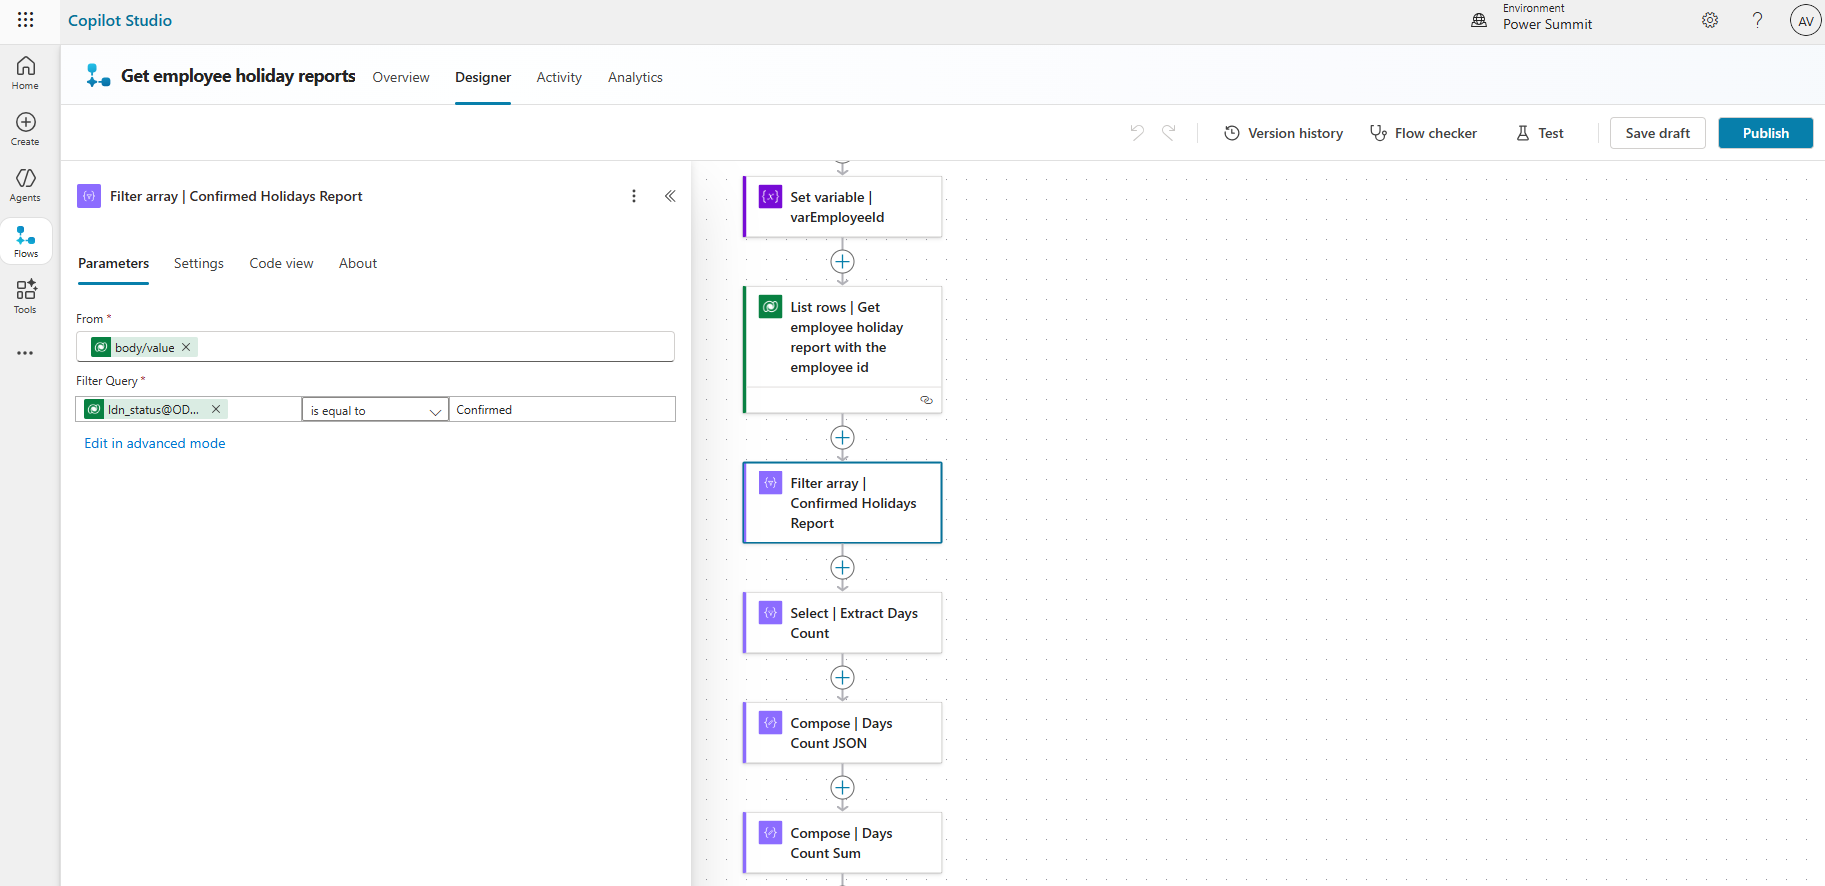 Copilot Studio
Environment
Power Summit
AV
Home
Create
Agents
Flows
Tools
Get employee holiday reports
Overview
Designer
Activity
Analytics
Version history
Flow checker
Test
Save draft
Publish
Filter array | Confirmed Holidays Report
Parameters
Settings
Code view
About
From *
body/value
Filter Query *
ldn_status@OD...
is equal to
Confirmed
Edit in advanced mode
Set variable |
varEmployeeId
List rows | Get
employee holiday
report with the
employee id
Filter array |
Confirmed Holidays
Report
Select | Extract Days
Count
Compose | Days
Count JSON
Compose | Days
Count Sum